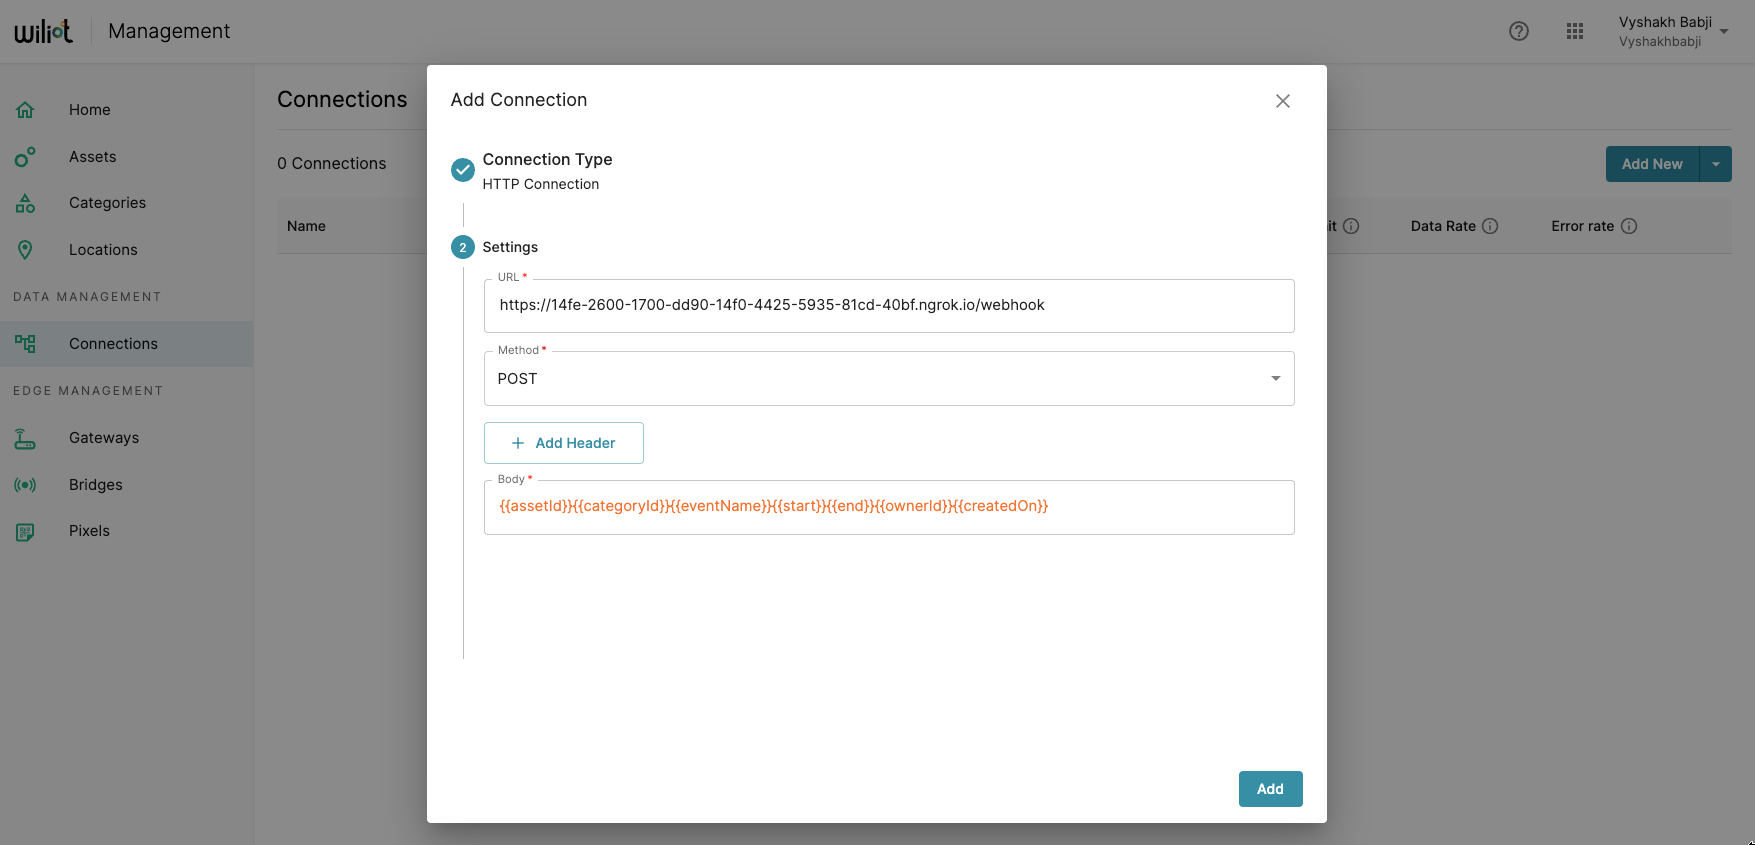 wiliot
Management
Vyshakh Babji
Vyshakhbabji
Home
Assets
Categories
Locations
DATA MANAGEMENT
Connections
EDGE MANAGEMENT
Gateways
Bridges
Pixels
Connections
0 Connections
Add New
Name
it
Data Rate
Error rate
Add Connection
Connection Type
HTTP Connection
2 Settings
URL *
https://14fe-2600-1700-dd90-14f0-4425-5935-81cd-40bf.ngrok.io/webhook
Method *
POST
+ Add Header
Body *
{{assetId}}{{categoryId}}{{eventName}}{{start}}{{end}}{{ownerId}}{{createdOn}}
Add